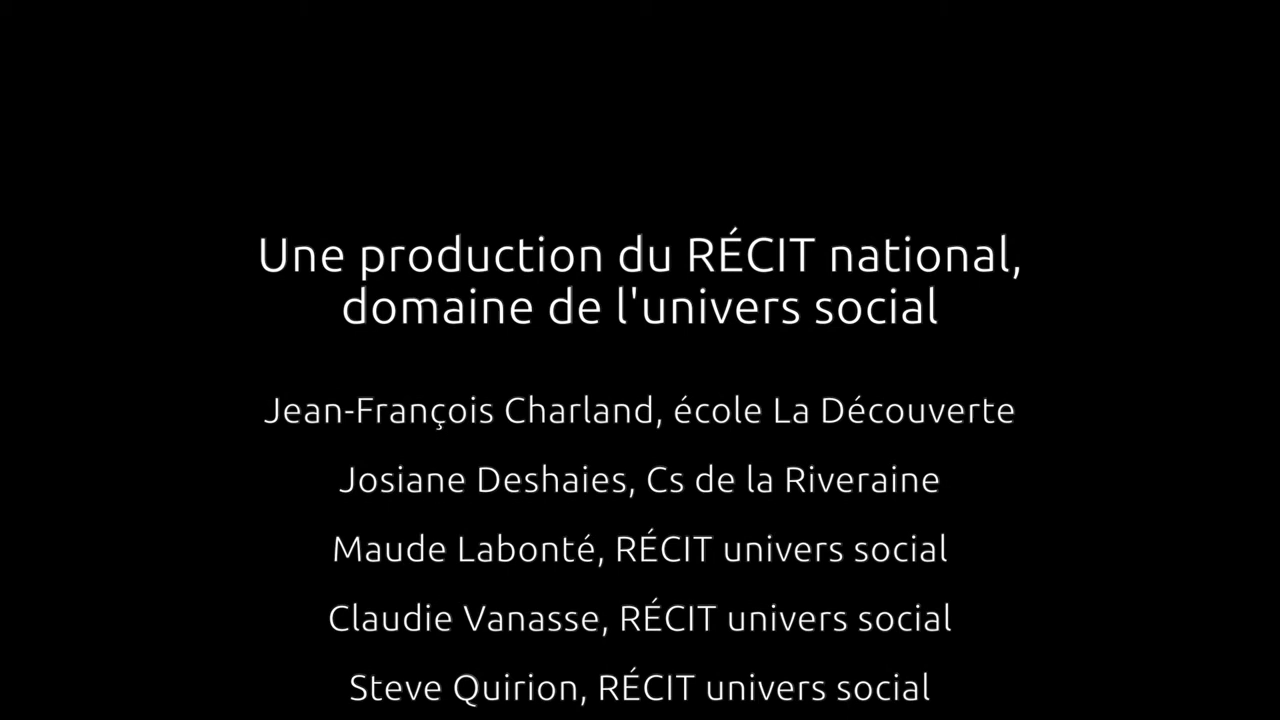 Une production du RÉCIT national,
domaine de l'univers social
Jean-François Charland, école La Découverte
Josiane Deshaies, Cs de la Riveraine
Maude Labonté, RÉCIT univers social
Claudie Vanasse, RÉCIT univers social
Steve Quirion, RÉCIT univers social